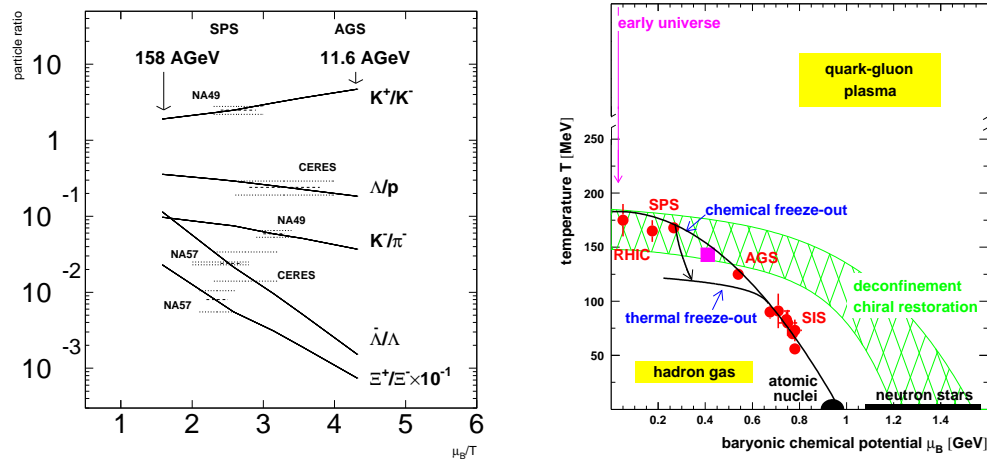 particle ratio
SPS
AGS
158 AGeV
11.6 AGeV
10
NA49
K⁺/K⁻
1
CERES
Λ/p
10⁻¹
NA49
K⁻/π⁻
NA57
10⁻²
CERES
NA57
Λ̄/Λ
10⁻³
Ξ⁺/Ξ⁻×10⁻¹
1
2
3
4
5
6
μ_B/T
early universe
quark-gluon
plasma
temperature T [MeV]
250
200
150
100
50
SPS
chemical freeze-out
RHIC
AGS
deconfinement
chiral restoration
thermal freeze-out
SIS
hadron gas
atomic
nuclei
neutron stars
0.2
0.4
0.6
0.8
1
1.2
1.4
baryonic chemical potential μ_B [GeV]